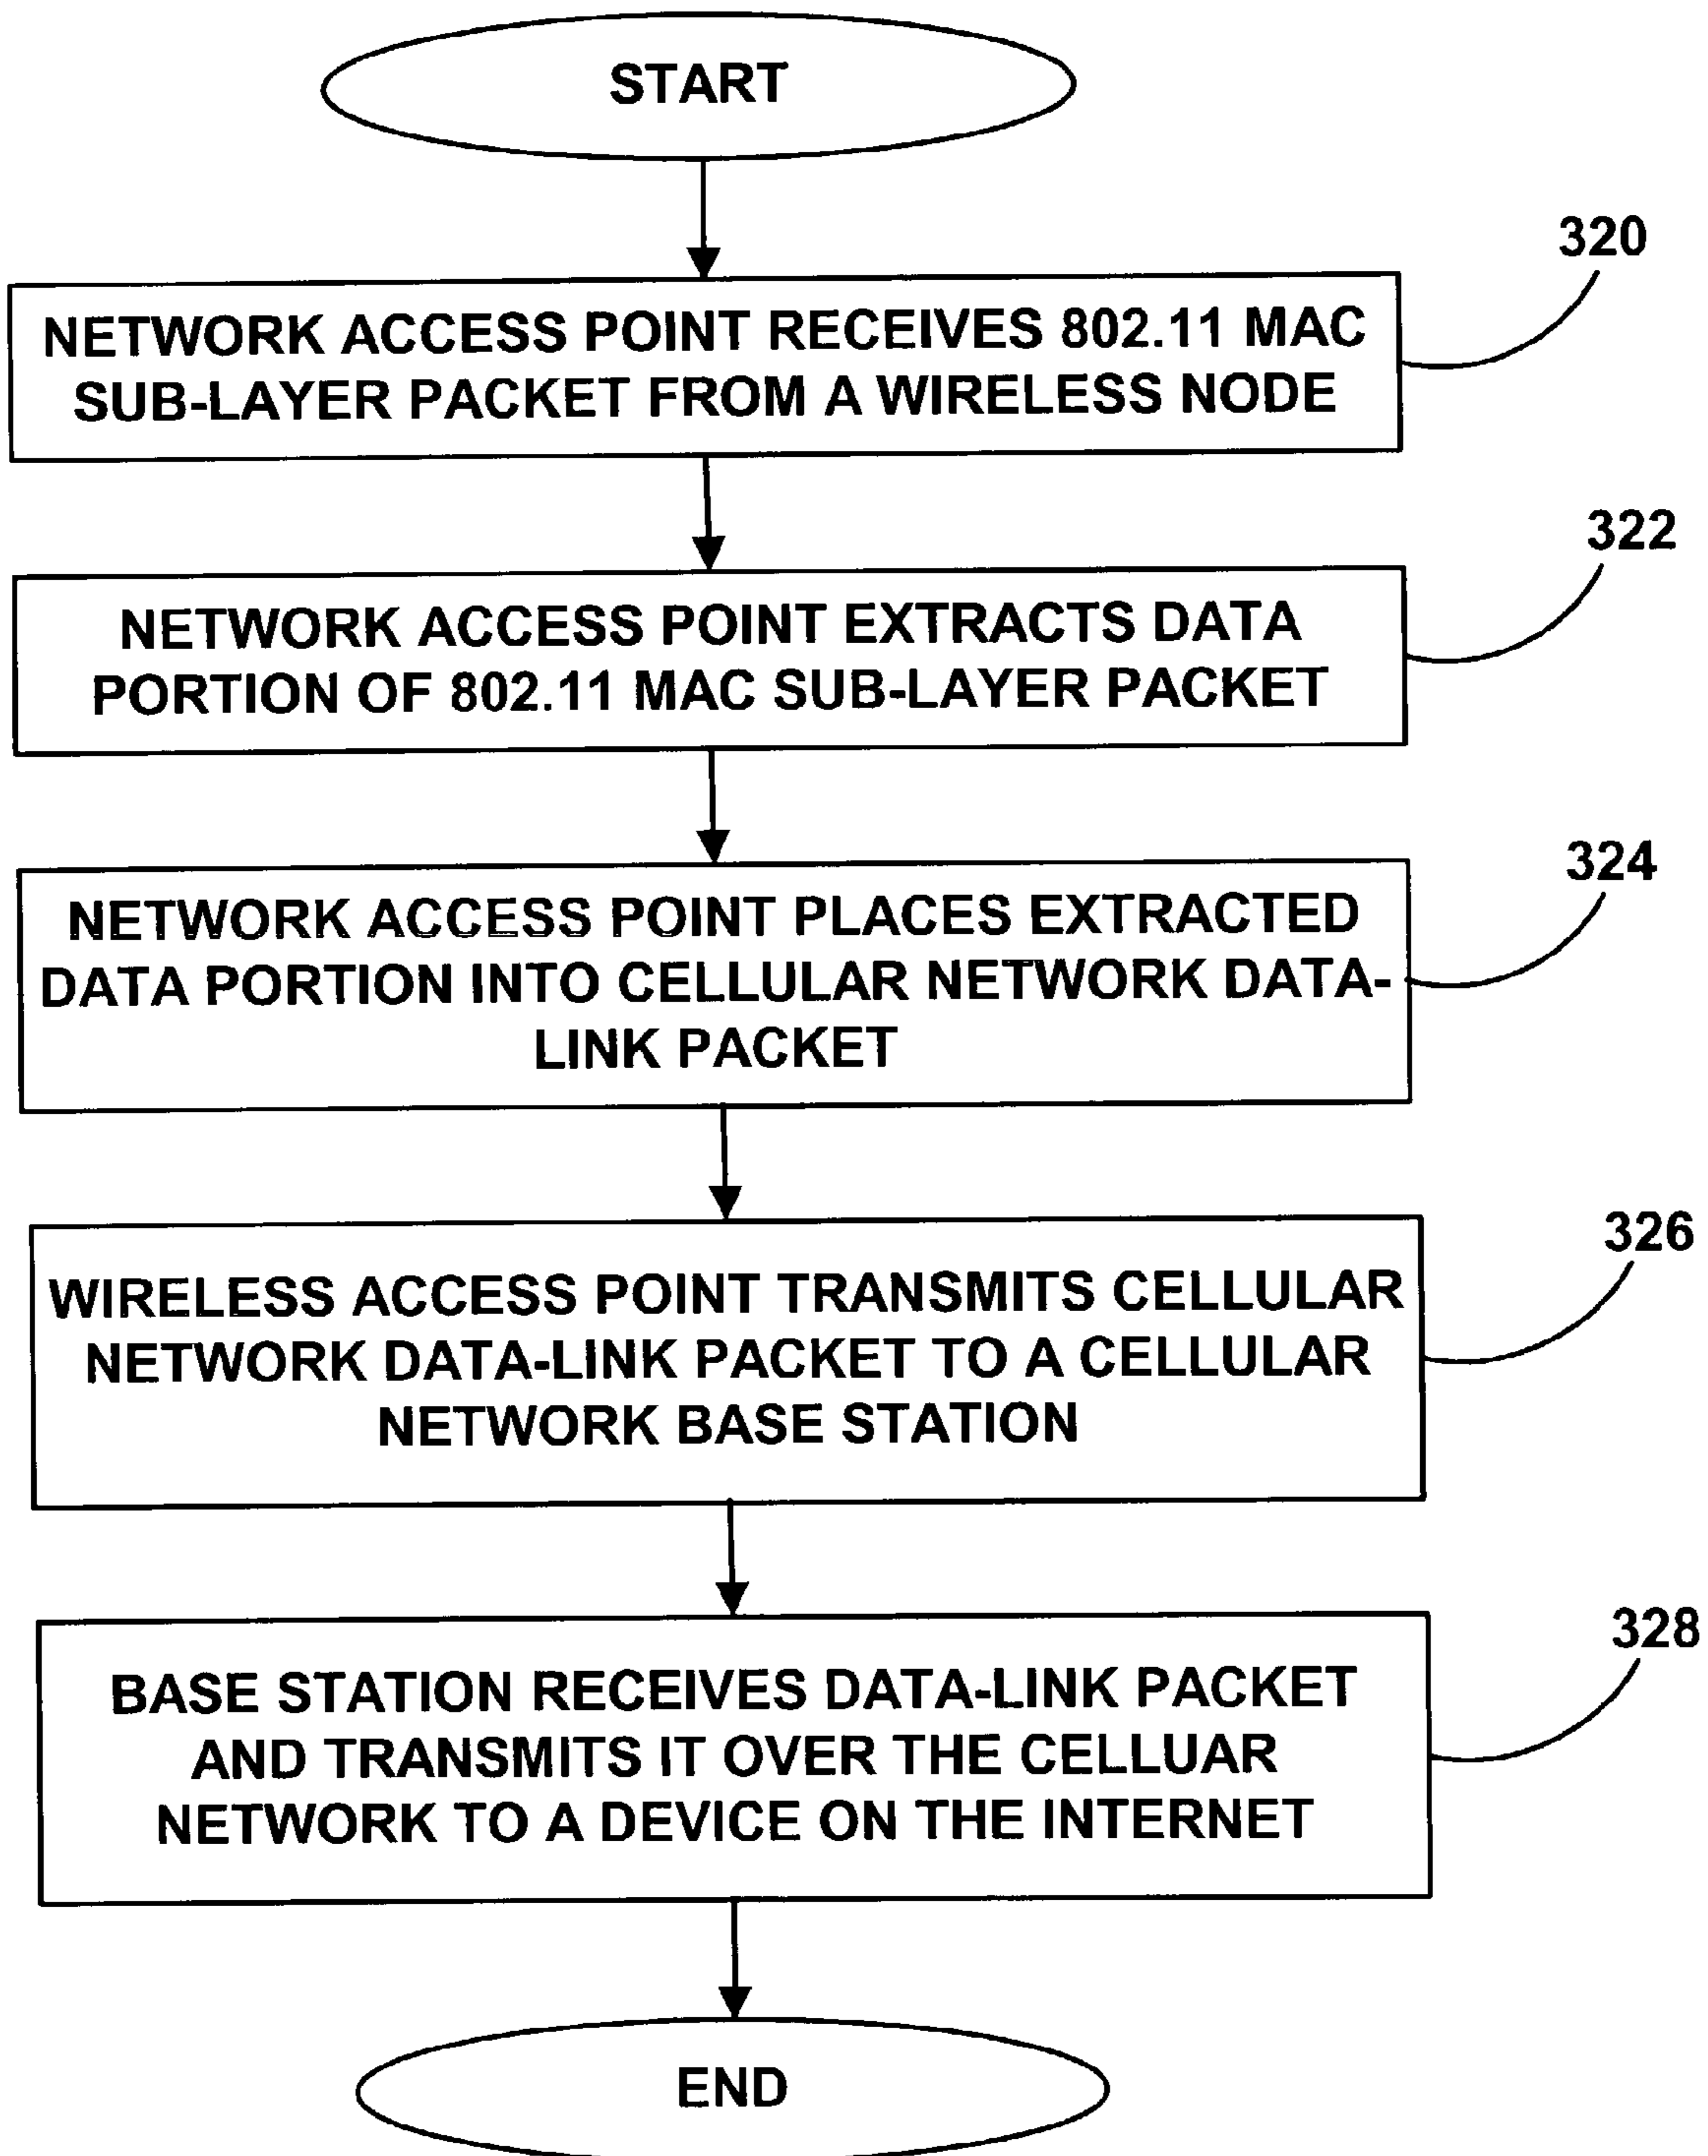 START
320
NETWORK ACCESS POINT RECEIVES 802.11 MAC
SUB-LAYER PACKET FROM A WIRELESS NODE
322
NETWORK ACCESS POINT EXTRACTS DATA
PORTION OF 802.11 MAC SUB-LAYER PACKET
324
NETWORK ACCESS POINT PLACES EXTRACTED
DATA PORTION INTO CELLULAR NETWORK DATA-
LINK PACKET
326
WIRELESS ACCESS POINT TRANSMITS CELLULAR
NETWORK DATA-LINK PACKET TO A CELLULAR
NETWORK BASE STATION
328
BASE STATION RECEIVES DATA-LINK PACKET
AND TRANSMITS IT OVER THE CELLUAR
NETWORK TO A DEVICE ON THE INTERNET
END